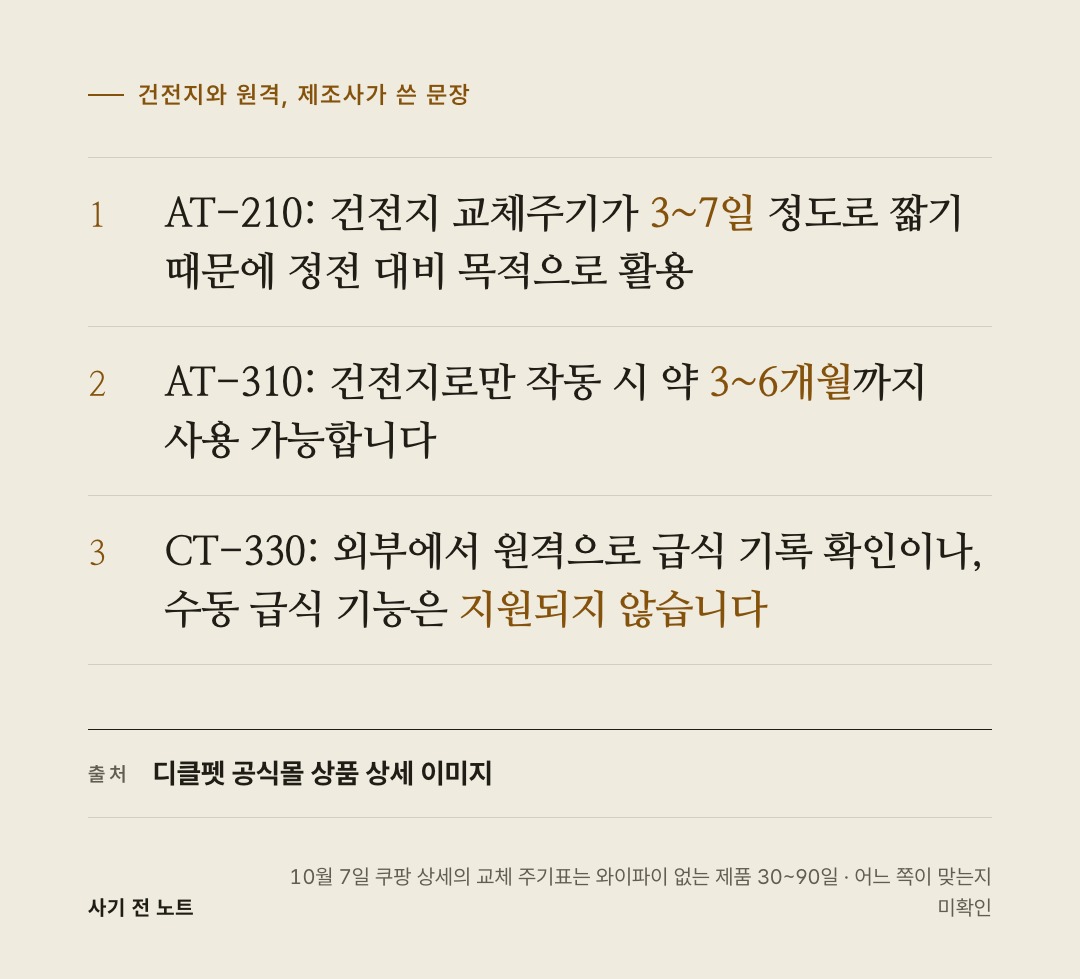 건전지와 원격, 제조사가 쓴 문장
1 AT-210: 건전지 교체주기가 3~7일 정도로 짧기
때문에 정전 대비 목적으로 활용
2 AT-310: 건전지로만 작동 시 약 3~6개월까지
사용 가능합니다
3 CT-330: 외부에서 원격으로 급식 기록 확인이나,
수동 급식 기능은 지원되지 않습니다
출처 디클펫 공식몰 상품 상세 이미지
10월 7일 쿠팡 상세의 교체 주기표는 와이파이 없는 제품 30~90일 · 어느 쪽이 맞는지
사기 전 노트 미확인